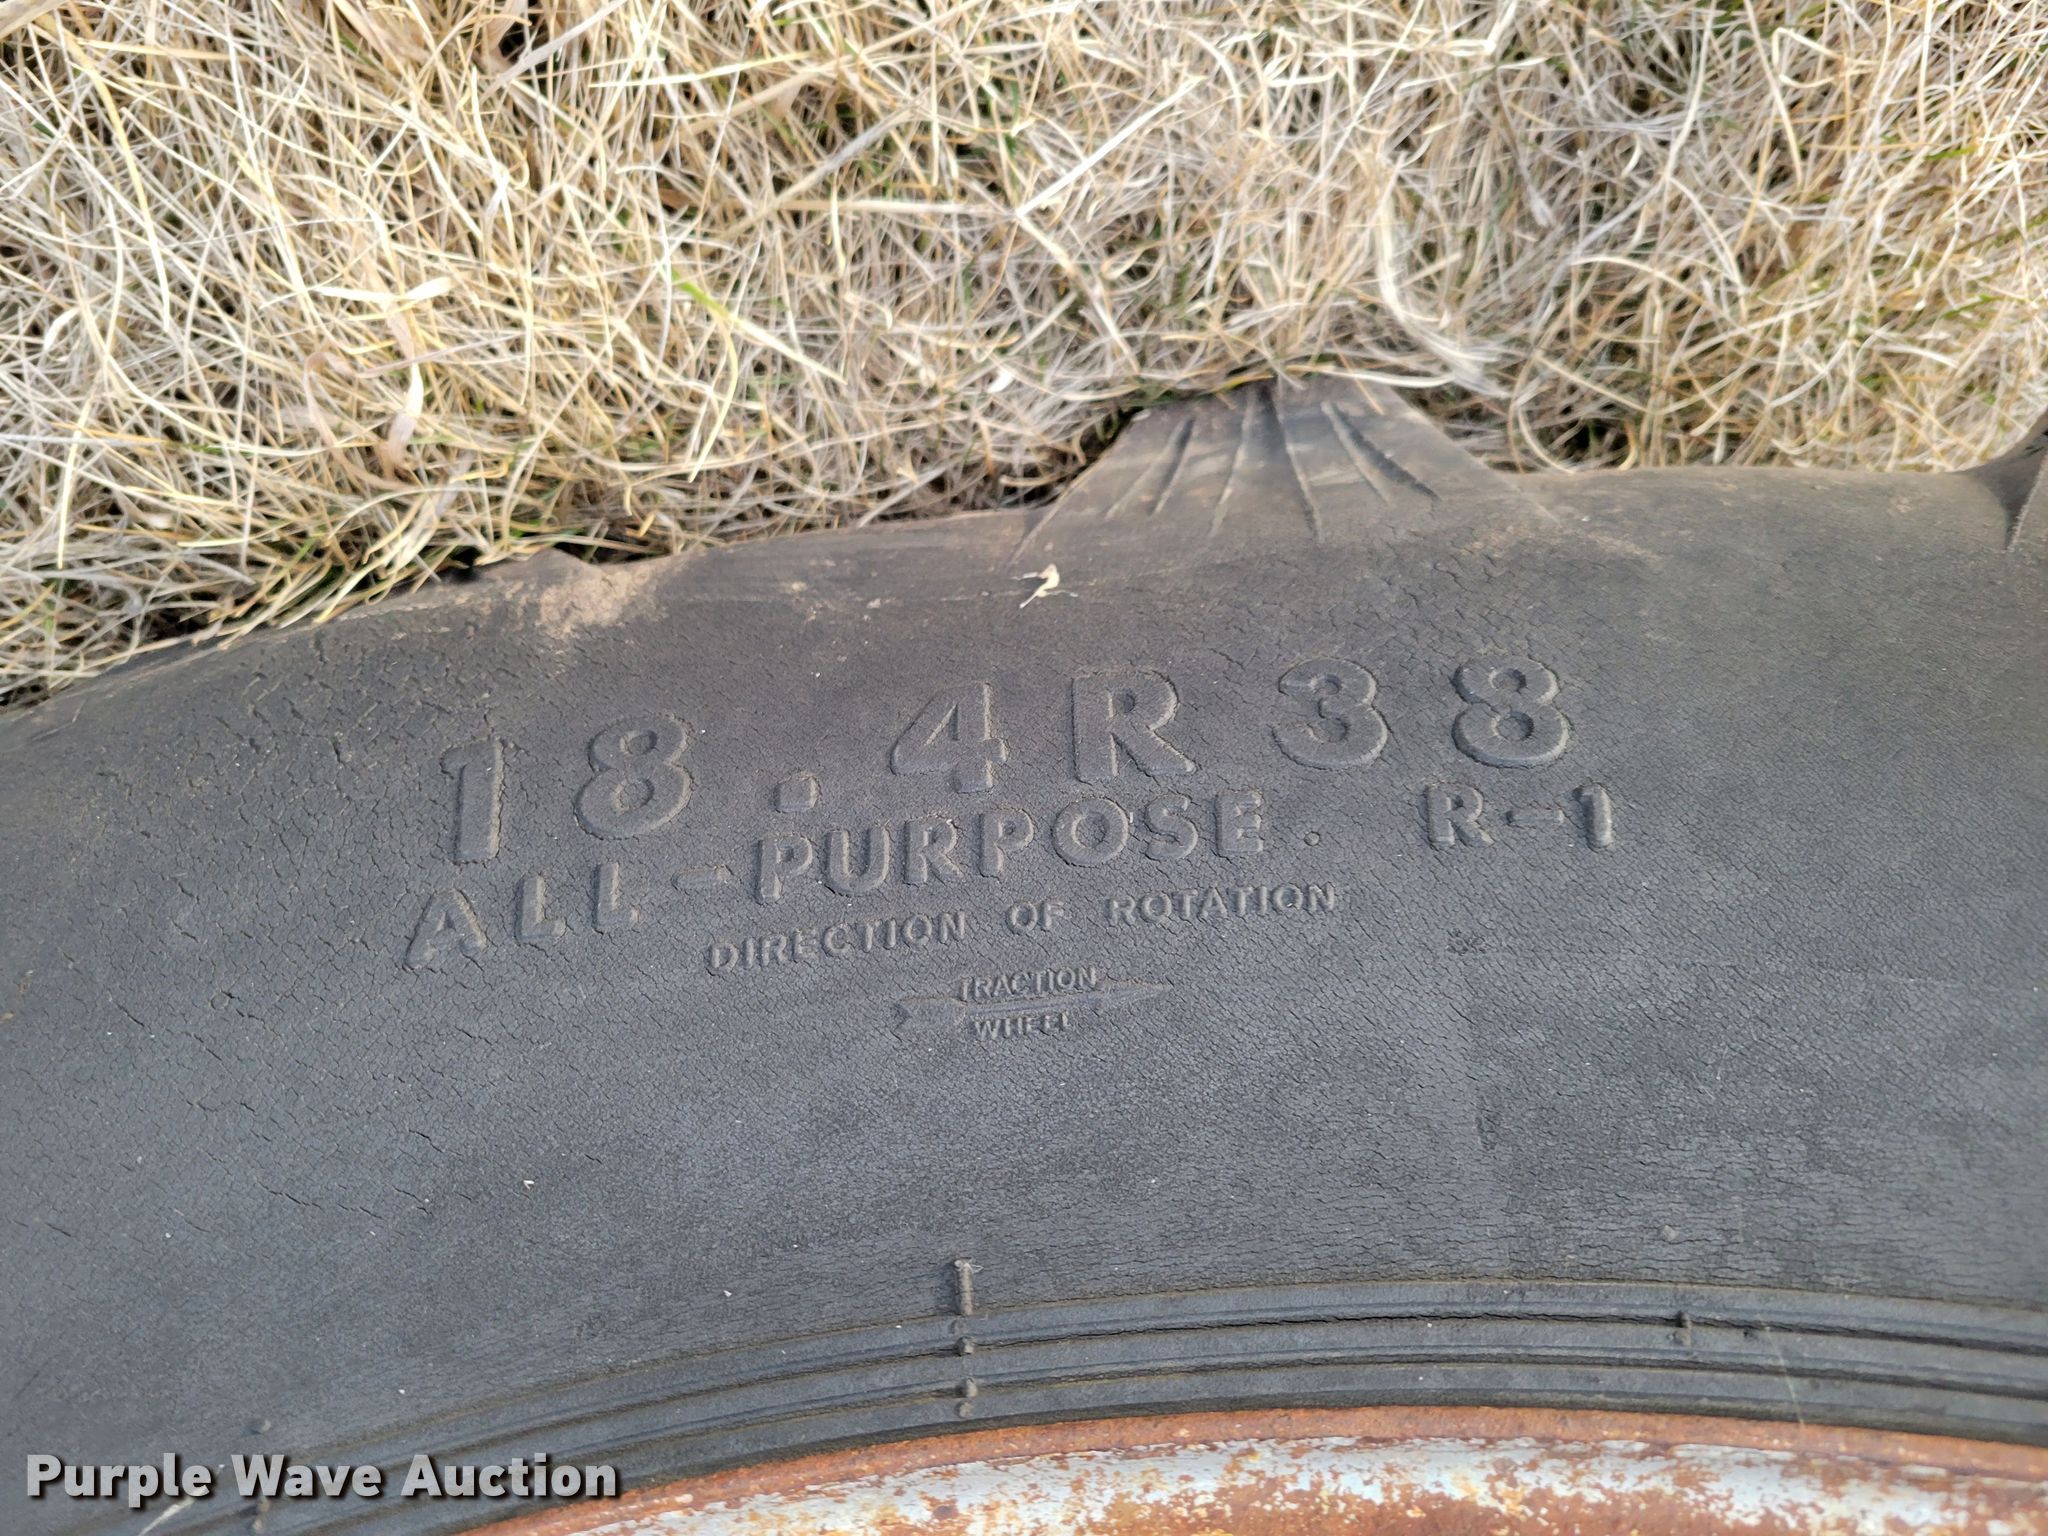 18.4R38
ALL-PURPOSE. R-1
DIRECTION OF ROTATION
TRACTION
WHEEL
Purple Wave Auction